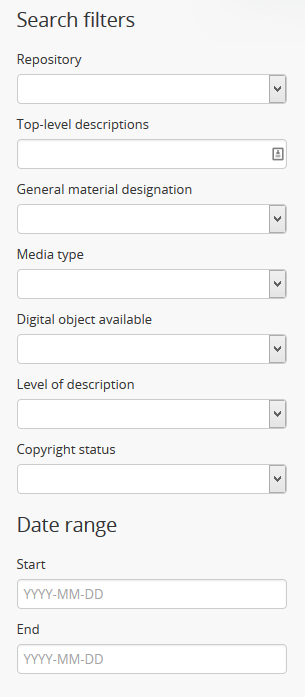 Search filters
Repository
Top-level descriptions
General material designation
Media type
Digital object available
Level of description
Copyright status
Date range
Start
YYYY-MM-DD
End
YYYY-MM-DD